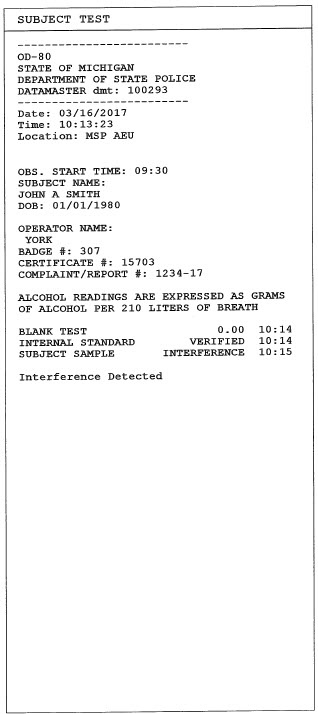 SUBJECT TEST
------------------------
OD-80
STATE OF MICHIGAN
DEPARTMENT OF STATE POLICE
DATAMASTER dmt: 100293
------------------------
Date: 03/16/2017
Time: 10:13:23
Location: MSP AEU
OBS. START TIME: 09:30
SUBJECT NAME:
JOHN A SMITH
DOB: 01/01/1980
OPERATOR NAME:
YORK
BADGE #: 307
CERTIFICATE #: 15703
COMPLAINT/REPORT #: 1234-17
ALCOHOL READINGS ARE EXPRESSED AS GRAMS
OF ALCOHOL PER 210 LITERS OF BREATH
BLANK TEST 0.00 10:14
INTERNAL STANDARD VERIFIED 10:14
SUBJECT SAMPLE INTERFERENCE 10:15
Interference Detected